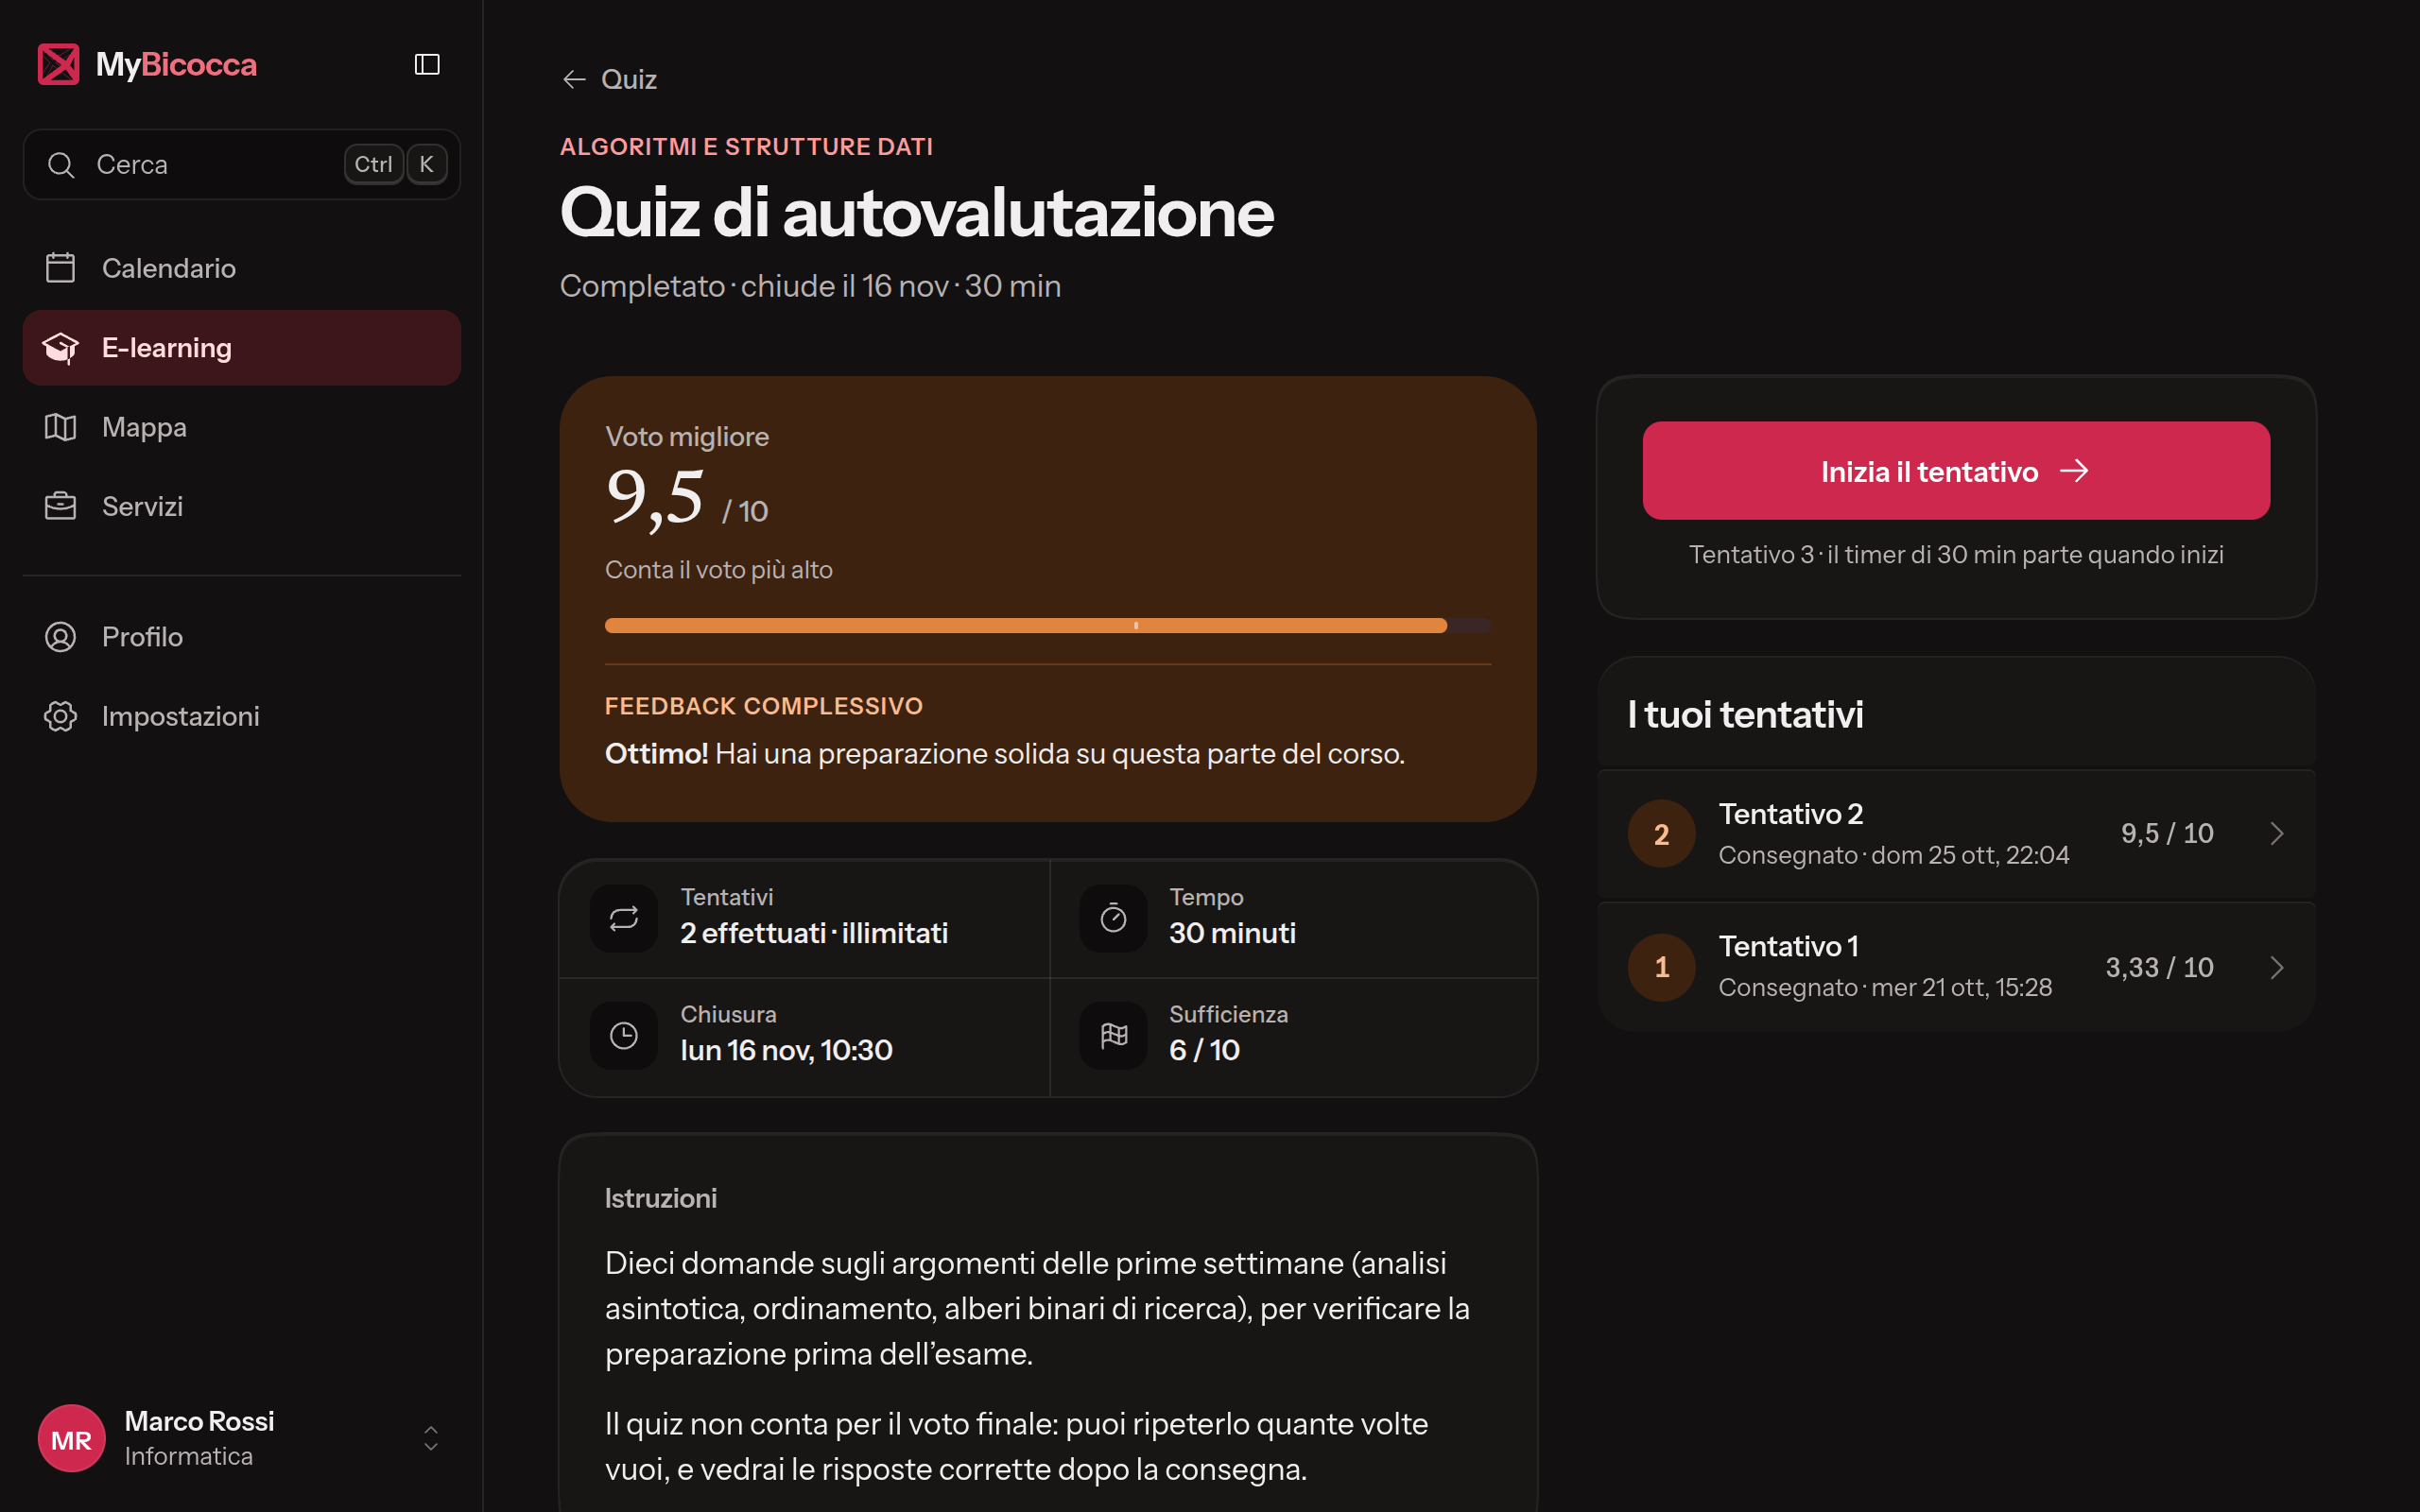 MyBicocca
Cerca
Ctrl K
Calendario
E-learning
Mappa
Servizi
Profilo
Impostazioni
MR
Marco Rossi
Informatica
Quiz
ALGORITMI E STRUTTURE DATI
Quiz di autovalutazione
Completato · chiude il 16 nov · 30 min
Voto migliore
9,5 / 10
Conta il voto più alto
FEEDBACK COMPLESSIVO
Ottimo! Hai una preparazione solida su questa parte del corso.
Tentativi
2 effettuati · illimitati
Tempo
30 minuti
Chiusura
lun 16 nov, 10:30
Sufficienza
6 / 10
Istruzioni
Dieci domande sugli argomenti delle prime settimane (analisi
asintotica, ordinamento, alberi binari di ricerca), per verificare la
preparazione prima dell’esame.
Il quiz non conta per il voto finale: puoi ripeterlo quante volte
vuoi, e vedrai le risposte corrette dopo la consegna.
Inizia il tentativo
Tentativo 3 · il timer di 30 min parte quando inizi
I tuoi tentativi
2
Tentativo 2
Consegnato · dom 25 ott, 22:04
9,5 / 10
1
Tentativo 1
Consegnato · mer 21 ott, 15:28
3,33 / 10